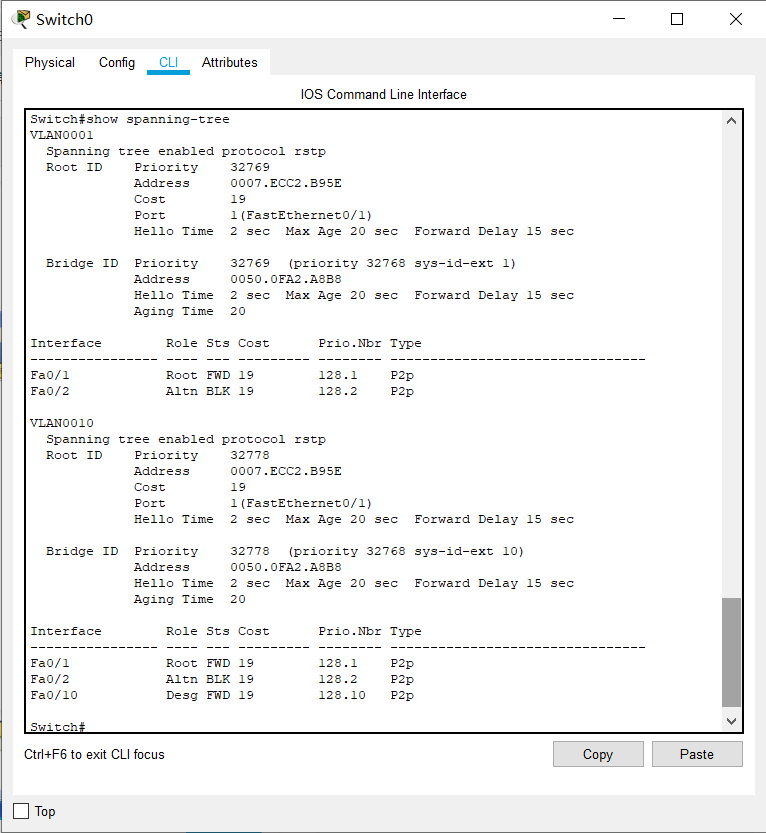 Switch0
Physical Config CLI Attributes
IOS Command Line Interface
Switch#show spanning-tree
VLAN0001
  Spanning tree enabled protocol rstp
  Root ID    Priority    32769
             Address     0007.ECC2.B95E
             Cost        19
             Port        1(FastEthernet0/1)
             Hello Time  2 sec  Max Age 20 sec  Forward Delay 15 sec

  Bridge ID  Priority    32769  (priority 32768 sys-id-ext 1)
             Address     0050.0FA2.A8B8
             Hello Time  2 sec  Max Age 20 sec  Forward Delay 15 sec
             Aging Time  20

Interface        Role Sts Cost      Prio.Nbr Type
---------------- ---- --- --------- -------- --------------------------------
Fa0/1            Root FWD 19        128.1    P2p
Fa0/2            Altn BLK 19        128.2    P2p

VLAN0010
  Spanning tree enabled protocol rstp
  Root ID    Priority    32778
             Address     0007.ECC2.B95E
             Cost        19
             Port        1(FastEthernet0/1)
             Hello Time  2 sec  Max Age 20 sec  Forward Delay 15 sec

  Bridge ID  Priority    32778  (priority 32768 sys-id-ext 10)
             Address     0050.0FA2.A8B8
             Hello Time  2 sec  Max Age 20 sec  Forward Delay 15 sec
             Aging Time  20

Interface        Role Sts Cost      Prio.Nbr Type
---------------- ---- --- --------- -------- --------------------------------
Fa0/1            Root FWD 19        128.1    P2p
Fa0/2            Altn BLK 19        128.2    P2p
Fa0/10           Desg FWD 19        128.10   P2p

Switch#
Ctrl+F6 to exit CLI focus
Copy Paste
Top